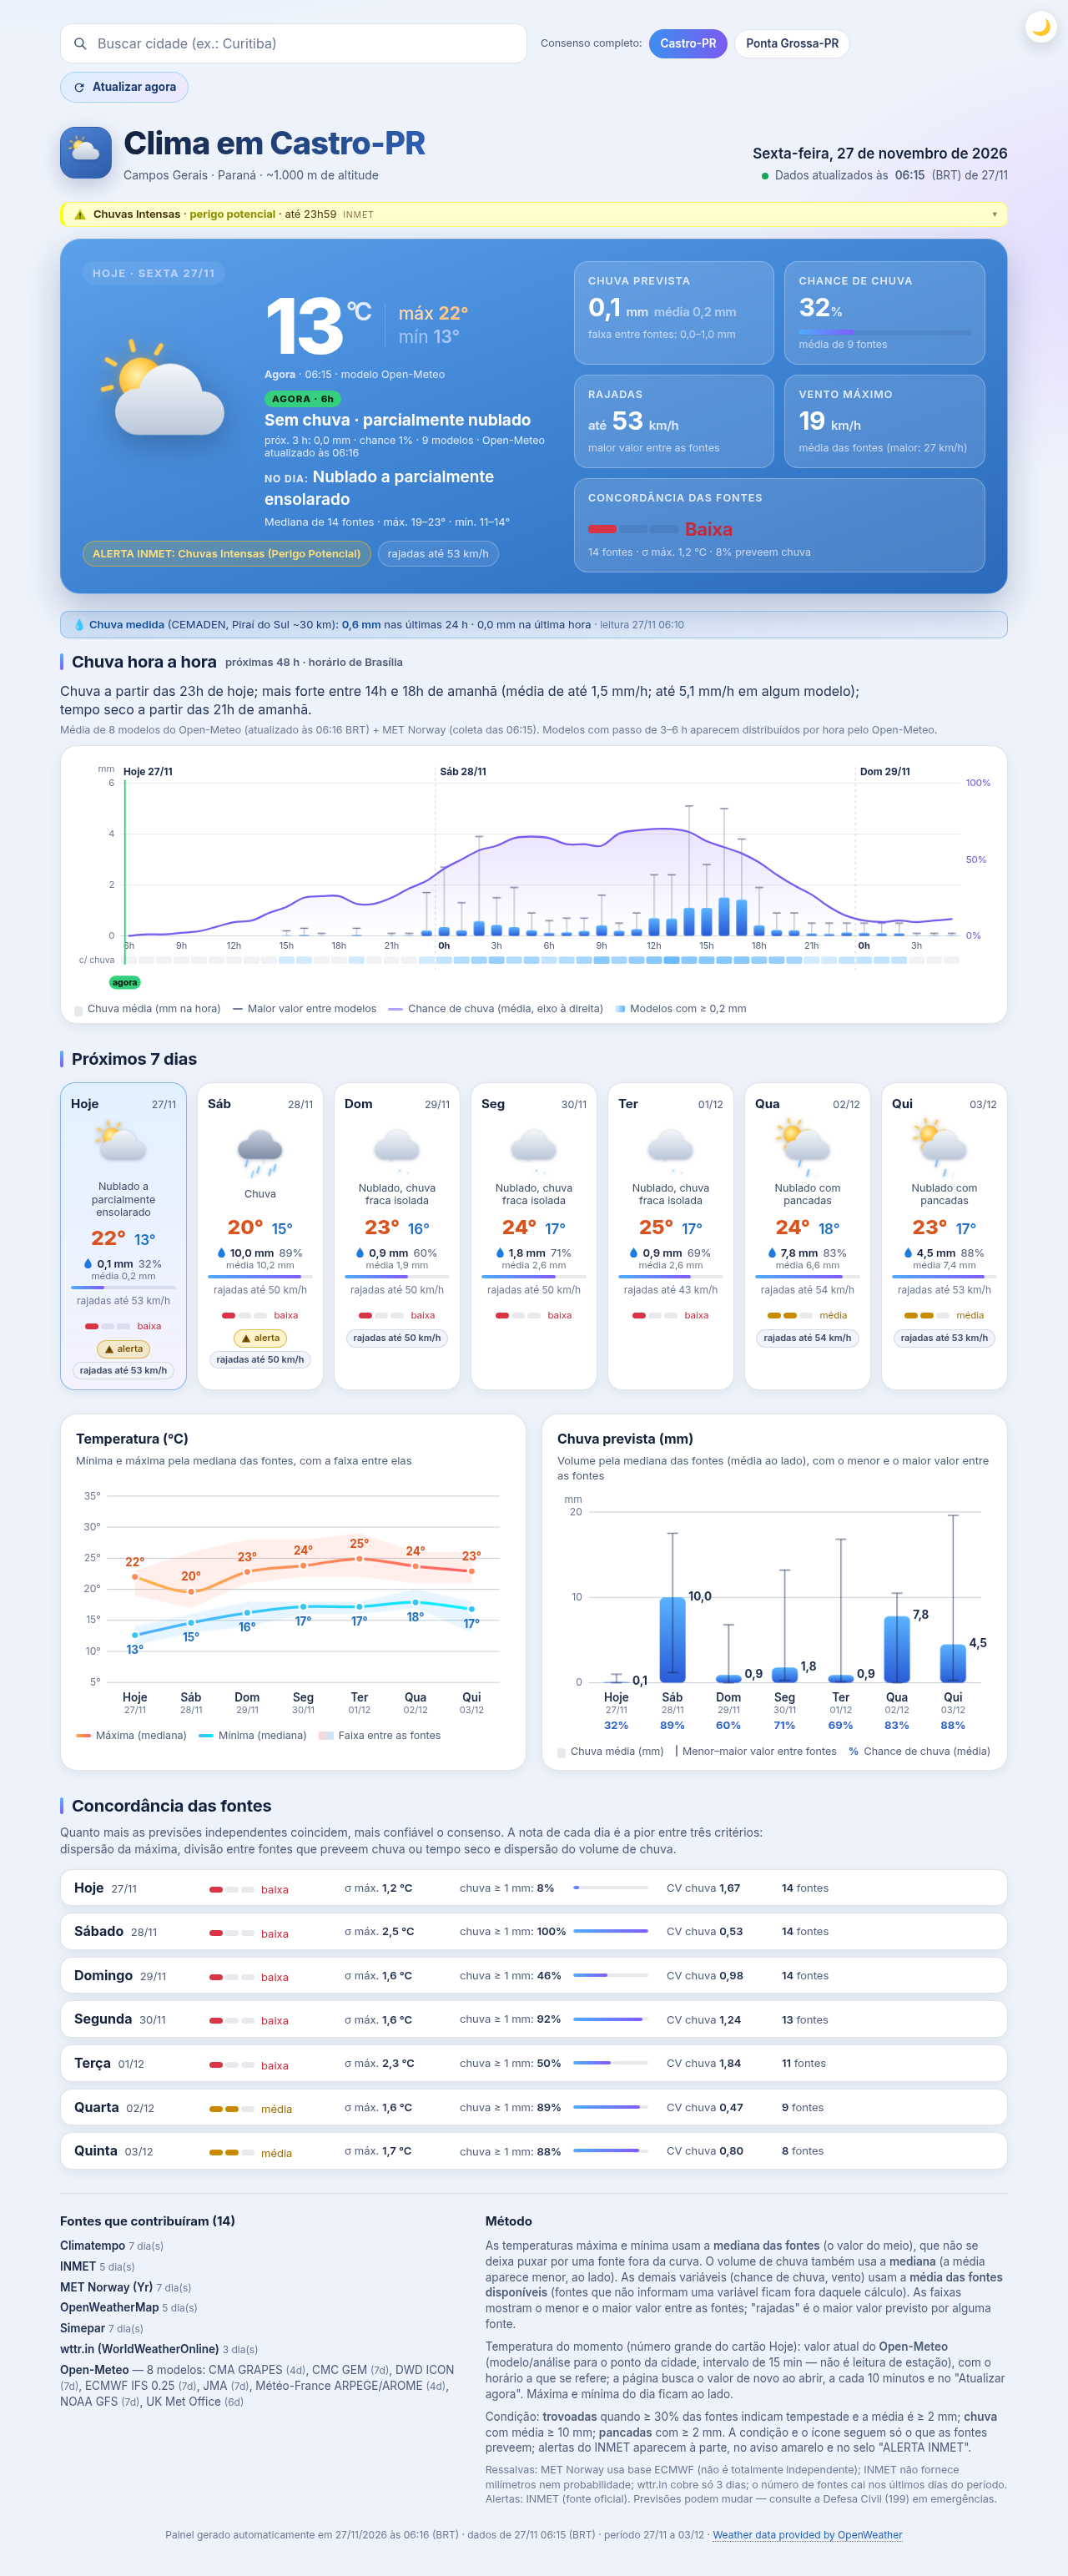 Buscar cidade (ex.: Curitiba)
Consenso completo: Castro-PR Ponta Grossa-PR
Atualizar agora
Clima em Castro-PR
Campos Gerais · Paraná · ~1.000 m de altitude
Sexta-feira, 27 de novembro de 2026
Dados atualizados às 06:15 (BRT) de 27/11
Chuvas Intensas · perigo potencial · até 23h59 INMET
HOJE · SEXTA 27/11
13°C
máx 22°
mín 13°
Agora · 06:15 · modelo Open-Meteo
AGORA · 6h
Sem chuva · parcialmente nublado
próx. 3 h: 0,0 mm · chance 1% · 9 modelos · Open-Meteo
atualizado às 06:16
NO DIA: Nublado a parcialmente
ensolarado
Mediana de 14 fontes · máx. 19–23° · mín. 11–14°
ALERTA INMET: Chuvas Intensas (Perigo Potencial) rajadas até 53 km/h
CHUVA PREVISTA
0,1 mm média 0,2 mm
faixa entre fontes: 0,0–1,0 mm
CHANCE DE CHUVA
32%
média de 9 fontes
RAJADAS
até 53 km/h
maior valor entre as fontes
VENTO MÁXIMO
19 km/h
média das fontes (maior: 27 km/h)
CONCORDÂNCIA DAS FONTES
Baixa
14 fontes · σ máx. 1,2 °C · 8% preveem chuva
Chuva medida (CEMADEN, Piraí do Sul ~30 km): 0,6 mm nas últimas 24 h · 0,0 mm na última hora · leitura 27/11 06:10
Chuva hora a hora próximas 48 h · horário de Brasília
Chuva a partir das 23h de hoje; mais forte entre 14h e 18h de amanhã (média de até 1,5 mm/h; até 5,1 mm/h em algum modelo);
tempo seco a partir das 21h de amanhã.
Média de 8 modelos do Open-Meteo (atualizado às 06:16 BRT) + MET Norway (coleta das 06:15). Modelos com passo de 3–6 h aparecem distribuídos por hora pelo Open-Meteo.
mm Hoje 27/11 Sáb 28/11 Dom 29/11
6 100%
4
50%
2
0 0%
6h 9h 12h 15h 18h 21h 0h 3h 6h 9h 12h 15h 18h 21h 0h 3h
c/ chuva
agora
Chuva média (mm na hora) Maior valor entre modelos Chance de chuva (média, eixo à direita) Modelos com ≥ 0,2 mm
Próximos 7 dias
Hoje 27/11
Nublado a
parcialmente
ensolarado
22° 13°
0,1 mm 32%
média 0,2 mm
rajadas até 53 km/h
baixa
alerta
rajadas até 53 km/h
Sáb 28/11
Chuva
20° 15°
10,0 mm 89%
média 10,2 mm
rajadas até 50 km/h
baixa
alerta
rajadas até 50 km/h
Dom 29/11
Nublado, chuva
fraca isolada
23° 16°
0,9 mm 60%
média 1,9 mm
rajadas até 50 km/h
baixa
rajadas até 50 km/h
Seg 30/11
Nublado, chuva
fraca isolada
24° 17°
1,8 mm 71%
média 2,6 mm
rajadas até 50 km/h
baixa
Ter 01/12
Nublado, chuva
fraca isolada
25° 17°
0,9 mm 69%
média 2,6 mm
rajadas até 43 km/h
baixa
Qua 02/12
Nublado com
pancadas
24° 18°
7,8 mm 83%
média 6,6 mm
rajadas até 54 km/h
média
rajadas até 54 km/h
Qui 03/12
Nublado com
pancadas
23° 17°
4,5 mm 88%
média 7,4 mm
rajadas até 53 km/h
média
rajadas até 53 km/h
Temperatura (°C)
Mínima e máxima pela mediana das fontes, com a faixa entre elas
35°
30°
25°
20°
15°
10°
5°
22° 20° 23° 24° 25° 24° 23°
13° 15° 16° 17° 17° 18° 17°
Hoje Sáb Dom Seg Ter Qua Qui
27/11 28/11 29/11 30/11 01/12 02/12 03/12
Máxima (mediana) Mínima (mediana) Faixa entre as fontes
Chuva prevista (mm)
Volume pela mediana das fontes (média ao lado), com o menor e o maior valor entre
as fontes
mm
20
10
0
0,1 10,0 0,9 1,8 0,9 7,8 4,5
Hoje Sáb Dom Seg Ter Qua Qui
27/11 28/11 29/11 30/11 01/12 02/12 03/12
32% 89% 60% 71% 69% 83% 88%
Chuva média (mm) Menor–maior valor entre fontes % Chance de chuva (média)
Concordância das fontes
Quanto mais as previsões independentes coincidem, mais confiável o consenso. A nota de cada dia é a pior entre três critérios:
dispersão da máxima, divisão entre fontes que preveem chuva ou tempo seco e dispersão do volume de chuva.
Hoje 27/11 baixa σ máx. 1,2 °C chuva ≥ 1 mm: 8% CV chuva 1,67 14 fontes
Sábado 28/11 baixa σ máx. 2,5 °C chuva ≥ 1 mm: 100% CV chuva 0,53 14 fontes
Domingo 29/11 baixa σ máx. 1,6 °C chuva ≥ 1 mm: 46% CV chuva 0,98 14 fontes
Segunda 30/11 baixa σ máx. 1,6 °C chuva ≥ 1 mm: 92% CV chuva 1,24 13 fontes
Terça 01/12 baixa σ máx. 2,3 °C chuva ≥ 1 mm: 50% CV chuva 1,84 11 fontes
Quarta 02/12 média σ máx. 1,6 °C chuva ≥ 1 mm: 89% CV chuva 0,47 9 fontes
Quinta 03/12 média σ máx. 1,7 °C chuva ≥ 1 mm: 88% CV chuva 0,80 8 fontes
Fontes que contribuíram (14)
Climatempo 7 dia(s)
INMET 5 dia(s)
MET Norway (Yr) 7 dia(s)
OpenWeatherMap 5 dia(s)
Simepar 7 dia(s)
wttr.in (WorldWeatherOnline) 3 dia(s)
Open-Meteo — 8 modelos: CMA GRAPES (4d), CMC GEM (7d), DWD ICON
(7d), ECMWF IFS 0.25 (7d), JMA (7d), Météo-France ARPEGE/AROME (4d),
NOAA GFS (7d), UK Met Office (6d)
Método
As temperaturas máxima e mínima usam a mediana das fontes (o valor do meio), que não se
deixa puxar por uma fonte fora da curva. O volume de chuva também usa a mediana (a média
aparece menor, ao lado). As demais variáveis (chance de chuva, vento) usam a média das fontes
disponíveis (fontes que não informam uma variável ficam fora daquele cálculo). As faixas
mostram o menor e o maior valor entre as fontes; "rajadas" é o maior valor previsto por alguma
fonte.
Temperatura do momento (número grande do cartão Hoje): valor atual do Open-Meteo
(modelo/análise para o ponto da cidade, intervalo de 15 min — não é leitura de estação), com o
horário a que se refere; a página busca o valor de novo ao abrir, a cada 10 minutos e no "Atualizar
agora". Máxima e mínima do dia ficam ao lado.
Condição: trovoadas quando ≥ 30% das fontes indicam tempestade e a média é ≥ 2 mm; chuva
com média ≥ 10 mm; pancadas com ≥ 2 mm. A condição e o ícone seguem só o que as fontes
preveem; alertas do INMET aparecem à parte, no aviso amarelo e no selo "ALERTA INMET".
Ressalvas: MET Norway usa base ECMWF (não é totalmente independente); INMET não fornece
milímetros nem probabilidade; wttr.in cobre só 3 dias; o número de fontes cai nos últimos dias do período.
Alertas: INMET (fonte oficial). Previsões podem mudar — consulte a Defesa Civil (199) em emergências.
Painel gerado automaticamente em 27/11/2026 às 06:16 (BRT) · dados de 27/11 06:15 (BRT) · período 27/11 a 03/12 · Weather data provided by OpenWeather